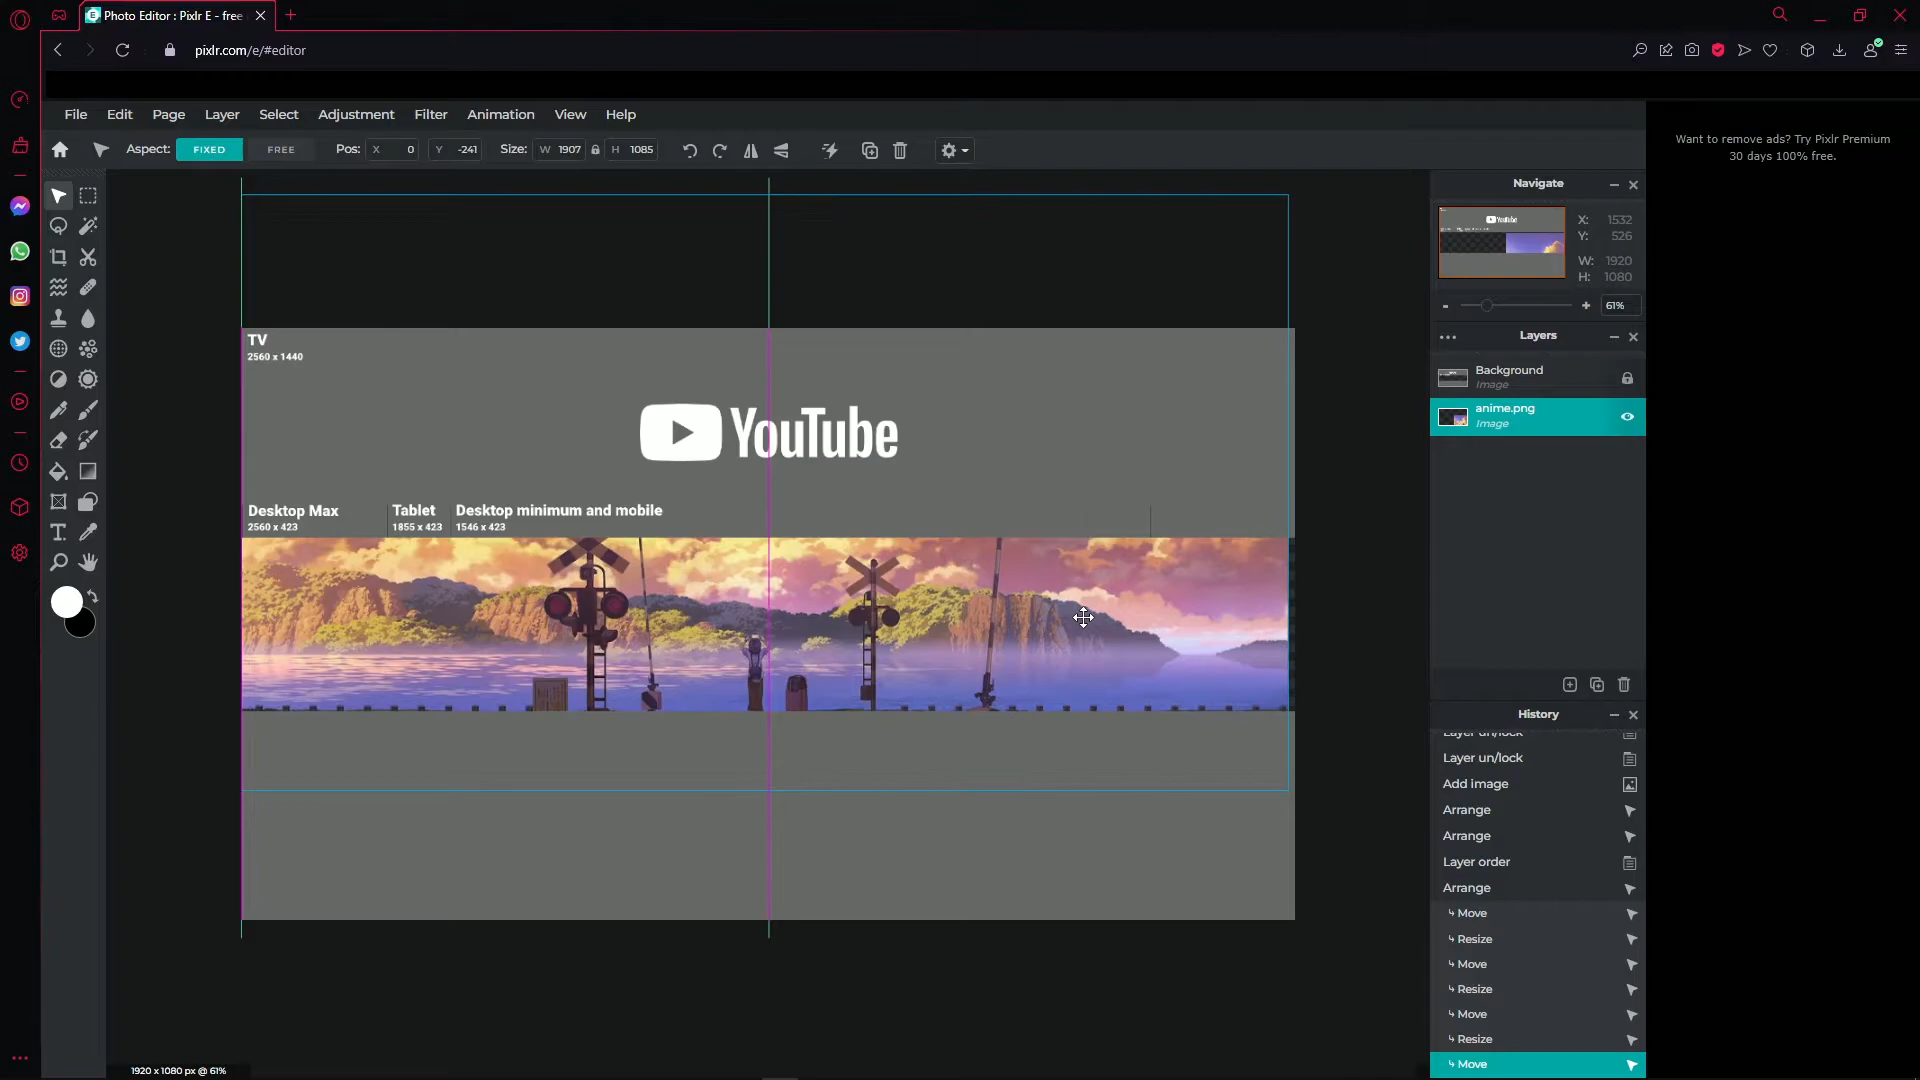 Photo Editor : Pixlr E - free
pixlr.com/e/#editor
File Edit Page Layer Select Adjustment Filter Animation View Help
Aspect: FIXED FREE Pos: X 0 Y -241 Size: W 1907 H 1085
Want to remove ads? Try Pixlr Premium
30 days 100% free.
Navigate
YouTube
X: 1532
Y: 526
W: 1920
H: 1080
61%
Layers
Background
Image
anime.png
Image
TV
2560 x 1440
YouTube
Desktop Max
2560 x 423
Tablet
1855 x 423
Desktop minimum and mobile
1546 x 423
History
Layer un/lock
Layer un/lock
Add image
Arrange
Arrange
Layer order
Arrange
Move
Resize
Move
Resize
Move
Resize
Move
1920 x 1080 px @ 61%